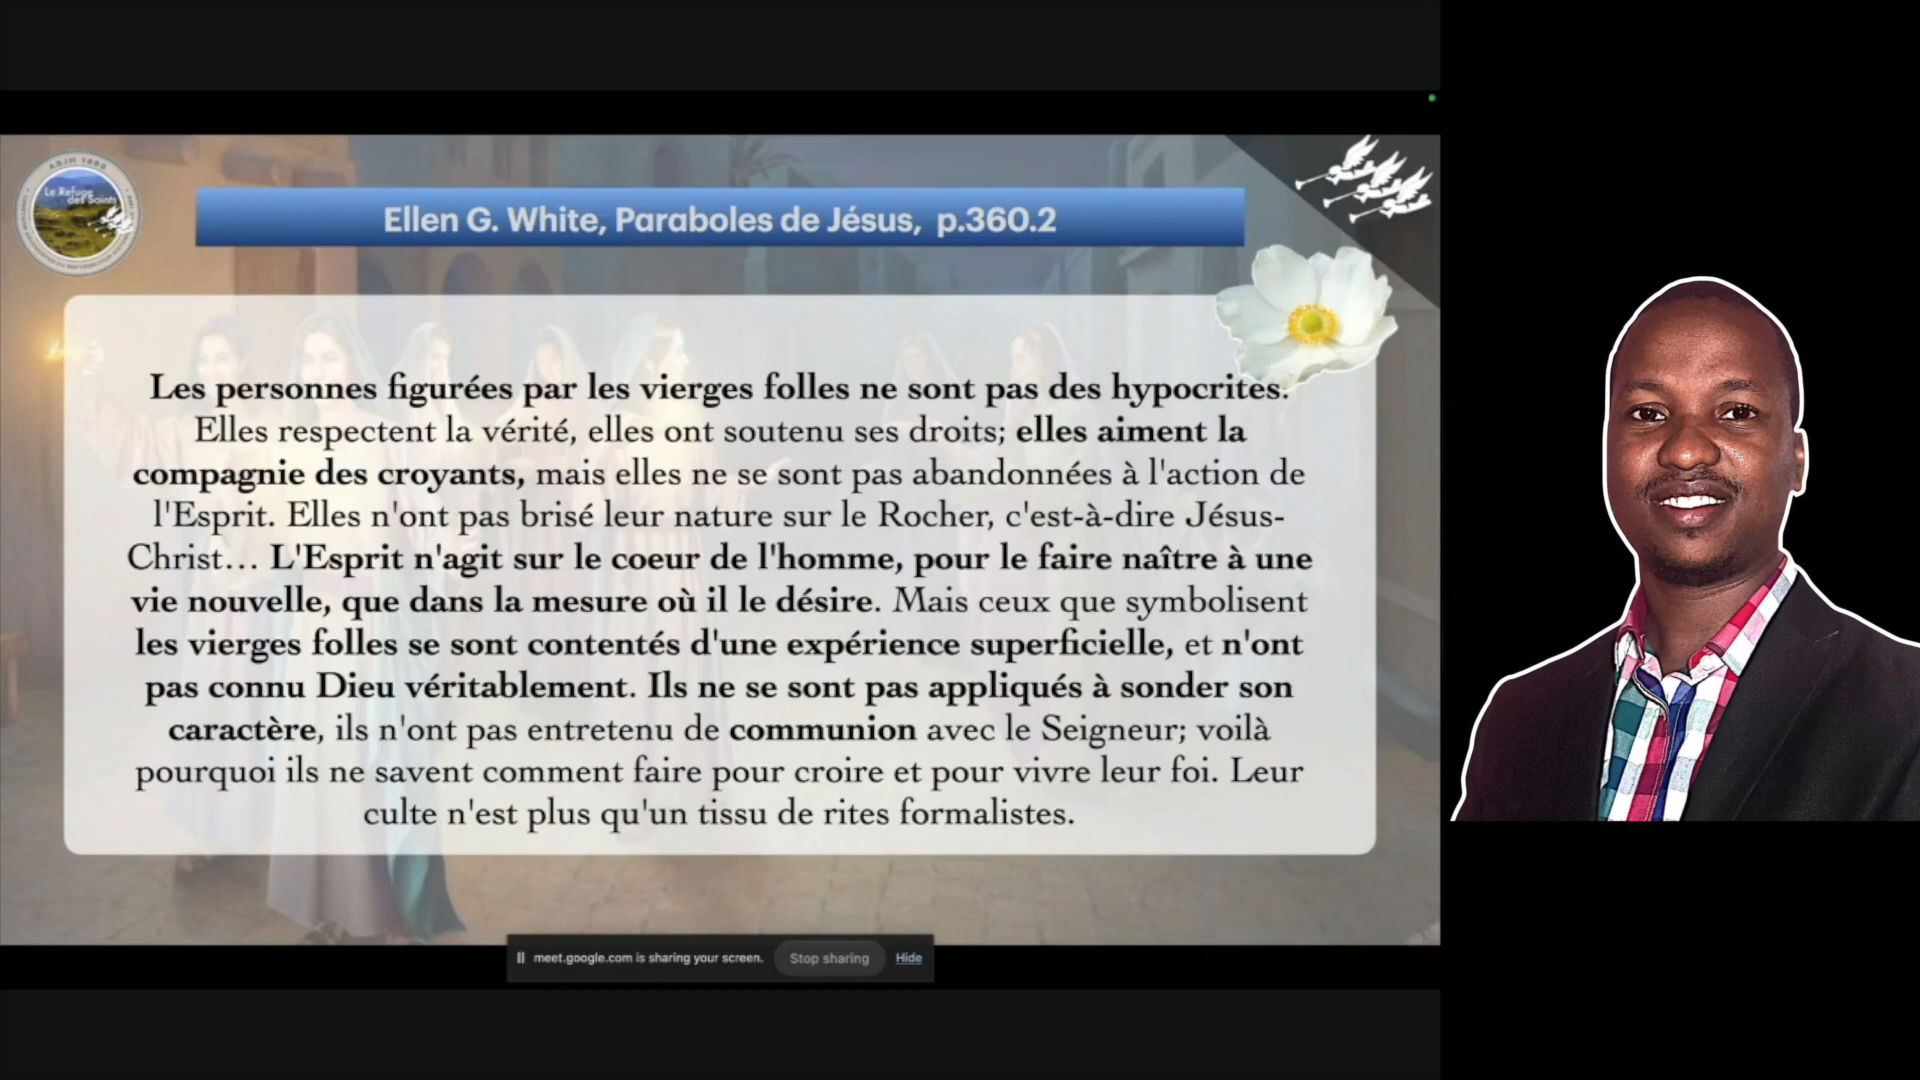 ASJH 1888
Le Refuge
des Saints
Ellen G. White, Paraboles de Jésus, p.360.2
Les personnes figurées par les vierges folles ne sont pas des hypocrites.
Elles respectent la vérité, elles ont soutenu ses droits; elles aiment la
compagnie des croyants, mais elles ne se sont pas abandonnées à l'action de
l'Esprit. Elles n'ont pas brisé leur nature sur le Rocher, c'est-à-dire Jésus-
Christ... L'Esprit n'agit sur le coeur de l'homme, pour le faire naître à une
vie nouvelle, que dans la mesure où il le désire. Mais ceux que symbolisent
les vierges folles se sont contentés d'une expérience superficielle, et n'ont
pas connu Dieu véritablement. Ils ne se sont pas appliqués à sonder son
caractère, ils n'ont pas entretenu de communion avec le Seigneur; voilà
pourquoi ils ne savent comment faire pour croire et pour vivre leur foi. Leur
culte n'est plus qu'un tissu de rites formalistes.
meet.google.com is sharing your screen. Stop sharing Hide